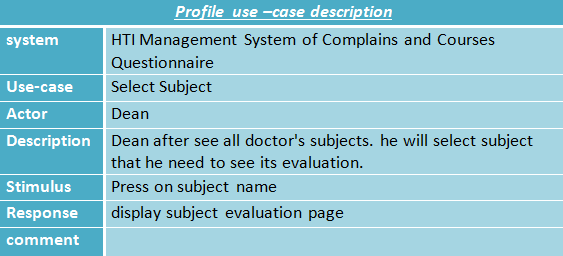 Profile use –case description
system HTI Management System of Complains and Courses
Questionnaire
Use-case Select Subject
Actor Dean
Description Dean after see all doctor's subjects. he will select subject
that he need to see its evaluation.
Stimulus Press on subject name
Response display subject evaluation page
comment